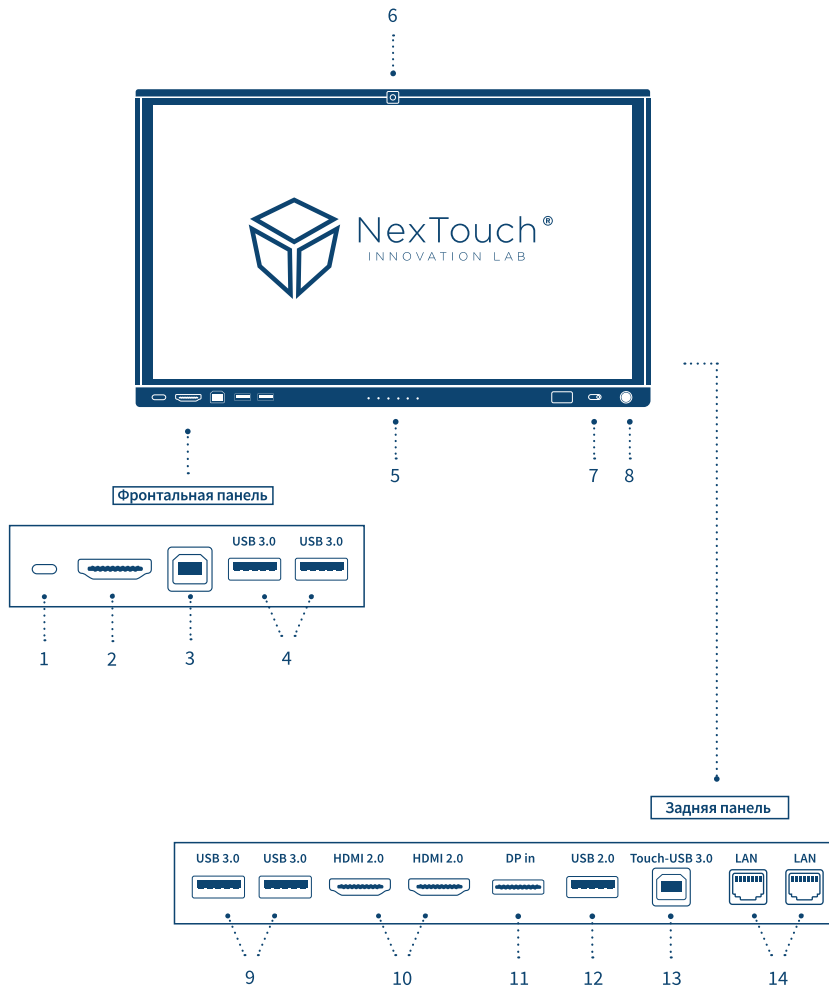 6
NexTouch®
INNOVATION LAB
5
7
8
Фронтальная панель
USB 3.0
USB 3.0
1
2
3
4
Задняя панель
USB 3.0
USB 3.0
HDMI 2.0
HDMI 2.0
DP in
USB 2.0
Touch-USB 3.0
LAN
LAN
9
10
11
12
13
14